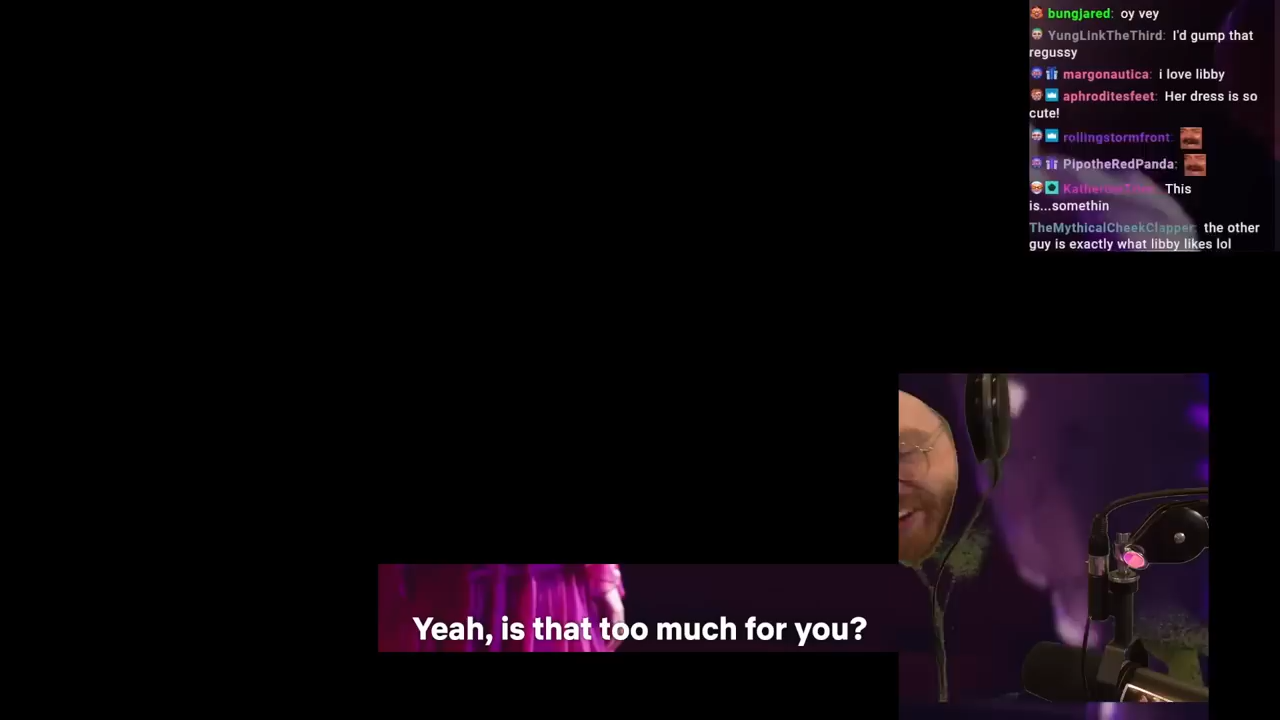 bungjared: oy vey
YungLinkTheThird: I'd gump that
regussy
margonautica: i love libby
aphroditesfeet: Her dress is so
cute!
rollingstormfront:
PipotheRedPanda:
This
is...somethin
TheMythicalCheekClapper: the other
guy is exactly what libby likes lol
Yeah, is that too much for you?